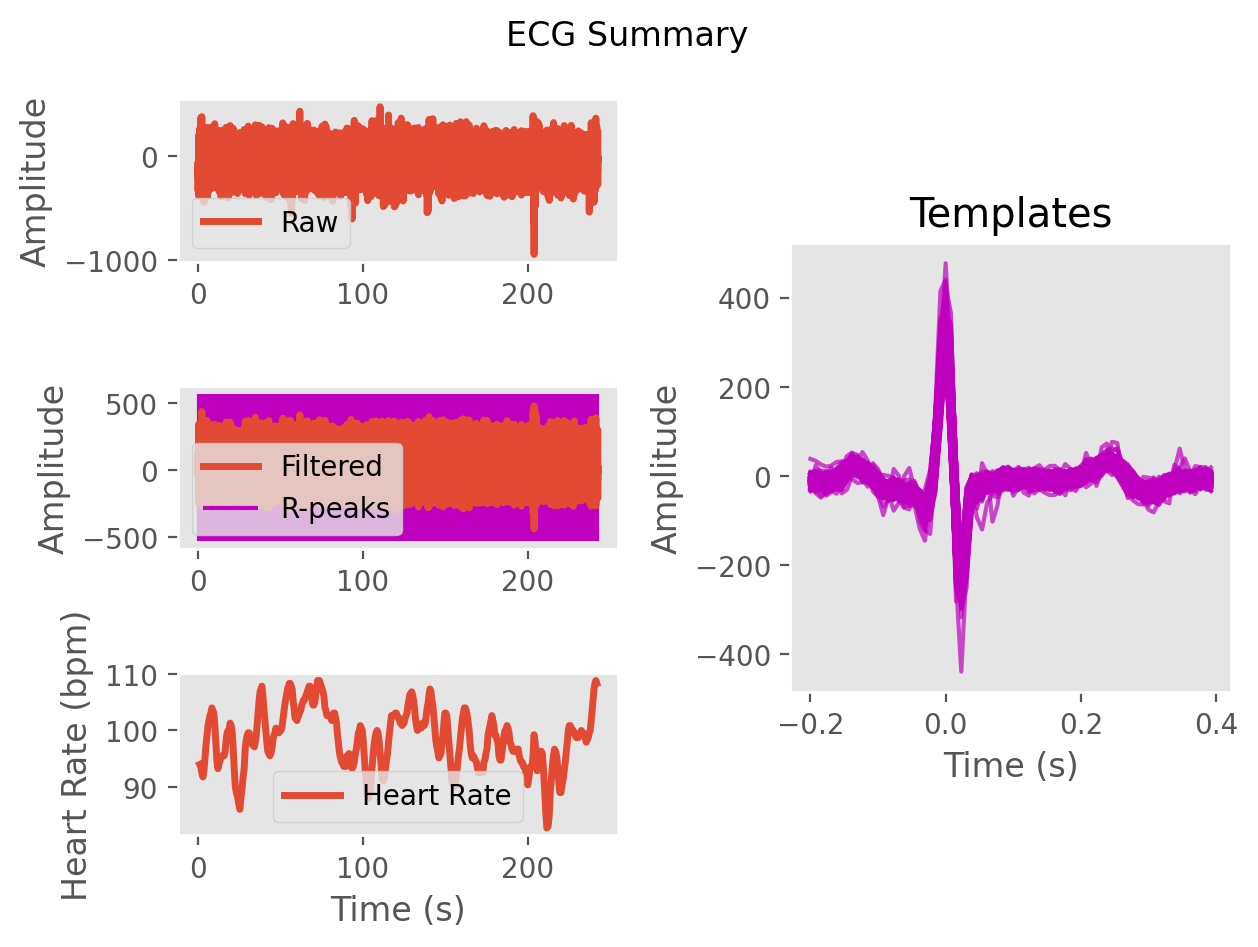 ECG Summary
Amplitude
0
−1000
Raw
0 100 200
Amplitude
500
0
−500
Filtered
R-peaks
0 100 200
Heart Rate (bpm)
110
100
90
Heart Rate
0 100 200
Time (s)
Templates
Amplitude
400
200
0
−200
−400
−0.2 0.0 0.2 0.4
Time (s)